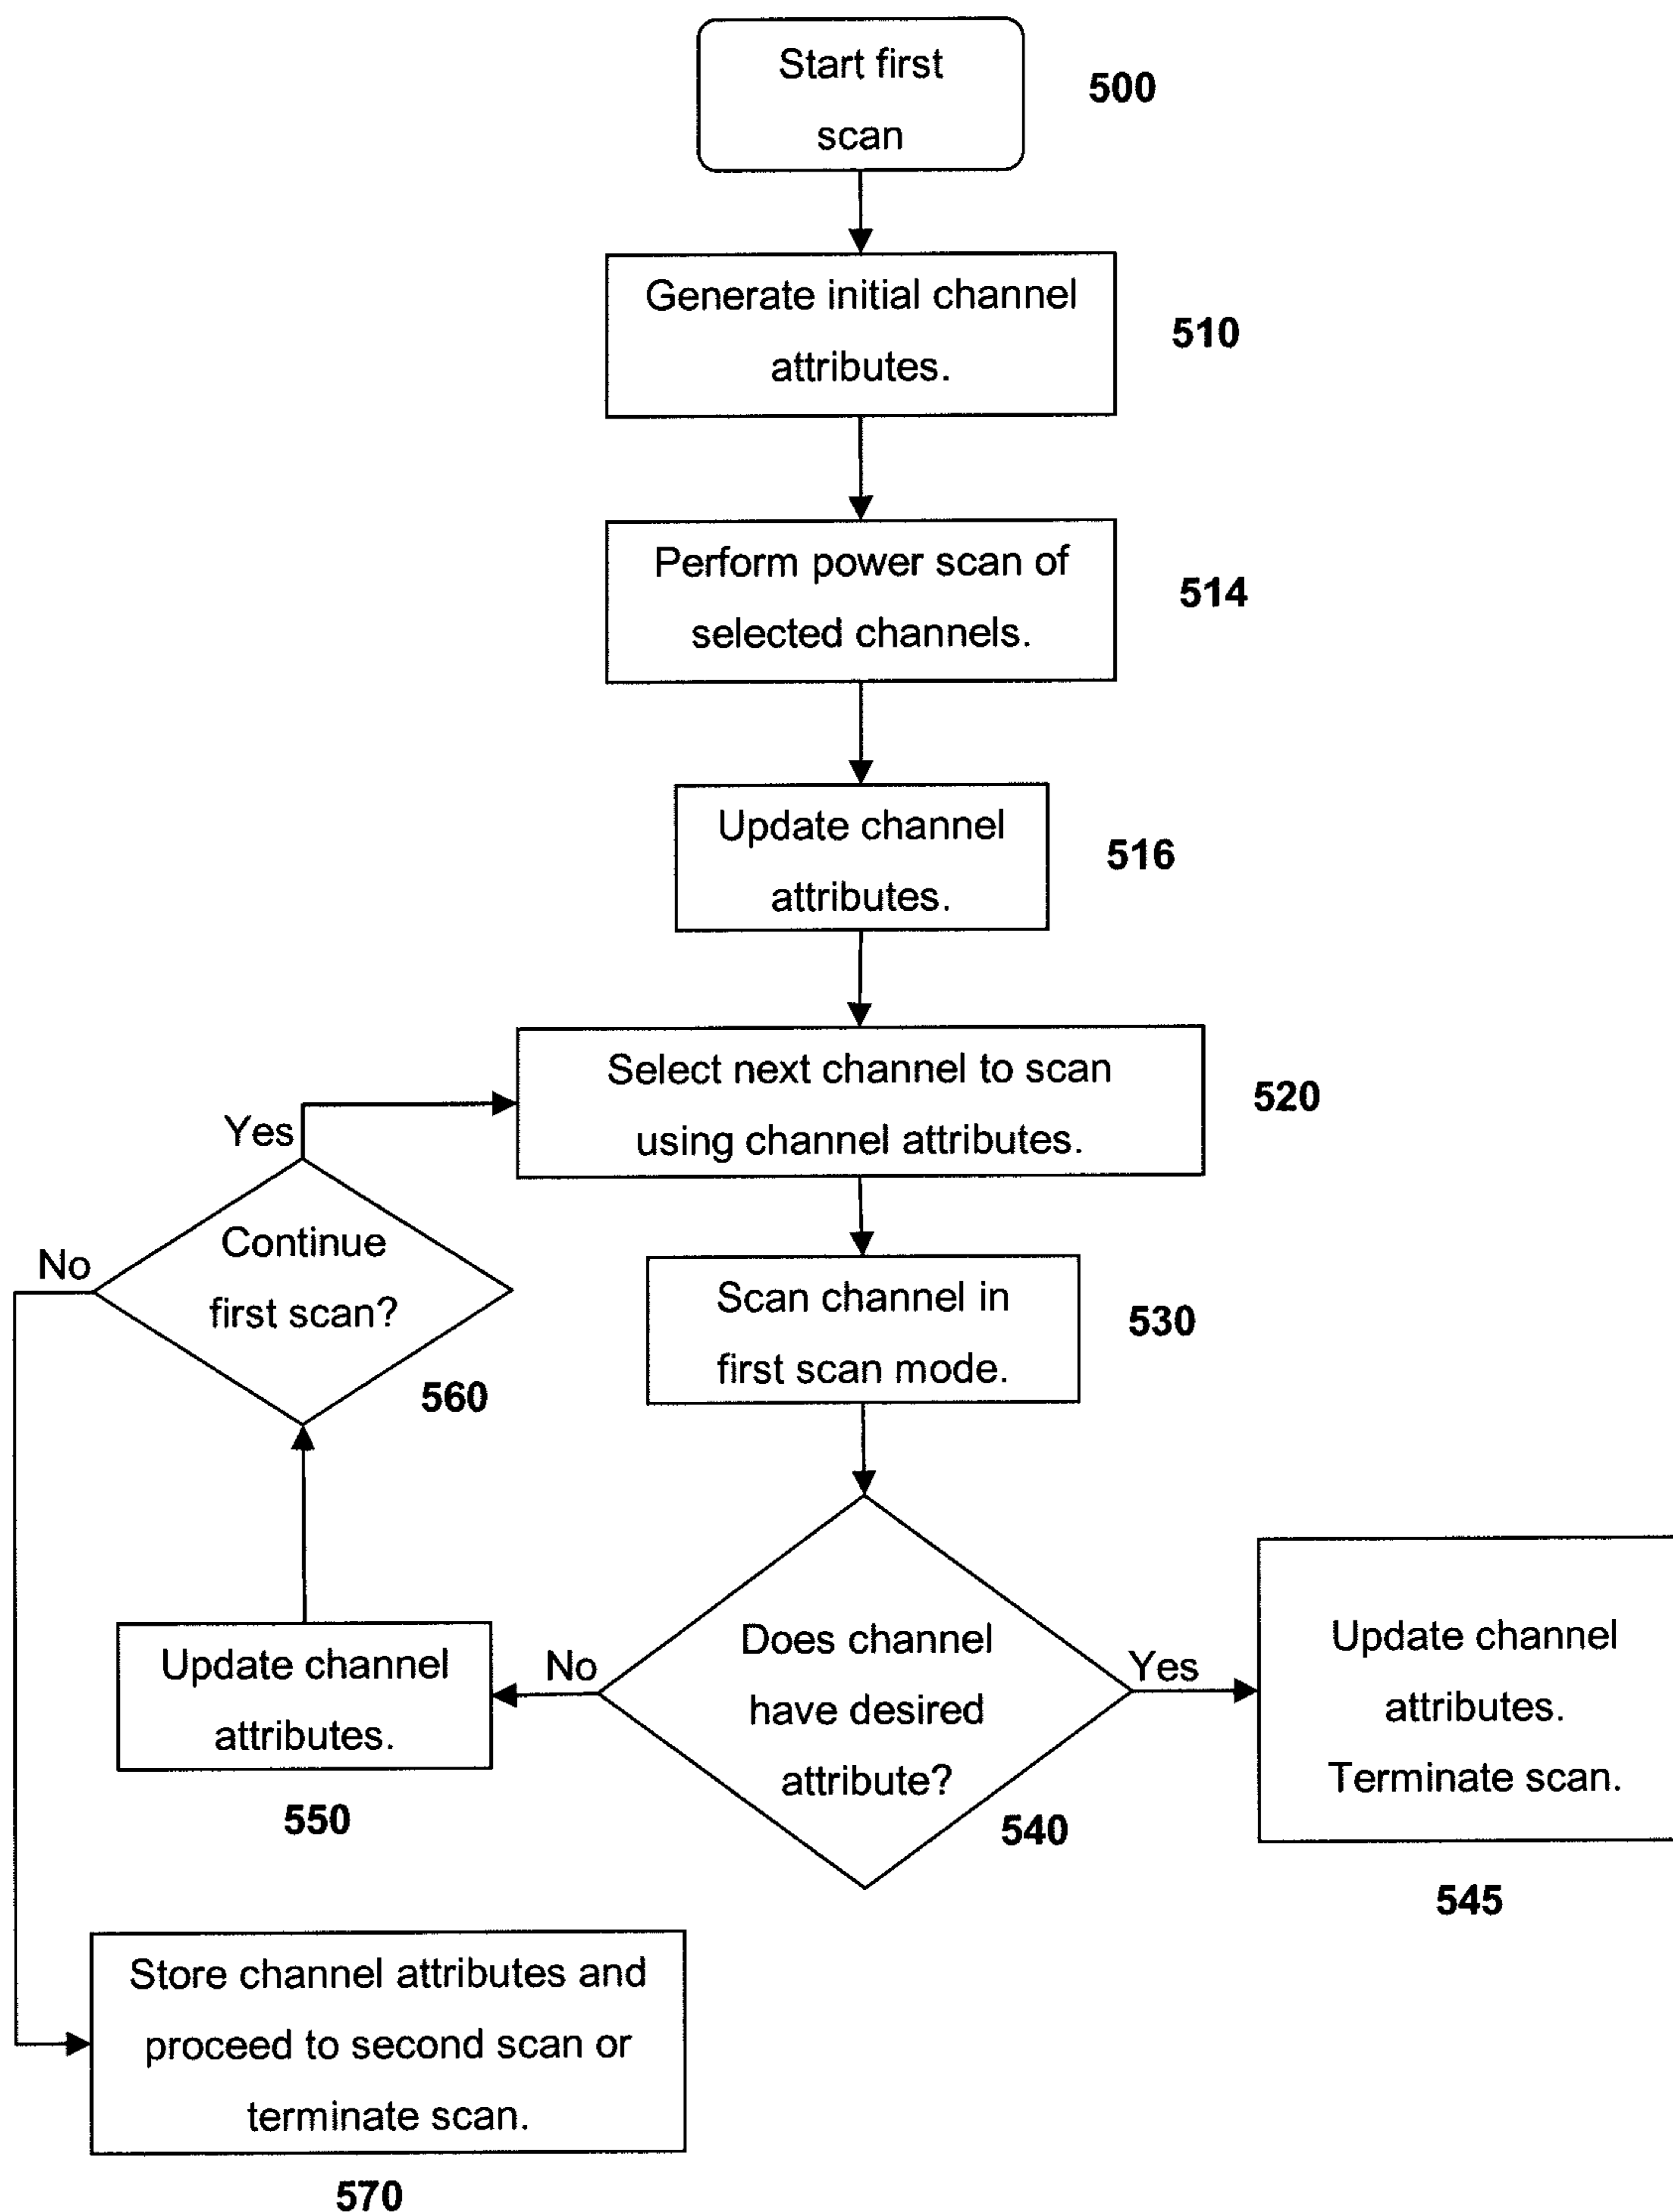 Start first
scan
500
Generate initial channel
attributes.
510
Perform power scan of
selected channels.
514
Update channel
attributes.
516
Select next channel to scan
using channel attributes.
520
Yes
Continue
first scan?
No
560
Scan channel in
first scan mode.
530
Does channel
have desired
attribute?
540
No
Yes
Update channel
attributes.
550
Update channel
attributes.
Terminate scan.
545
Store channel attributes and
proceed to second scan or
terminate scan.
570